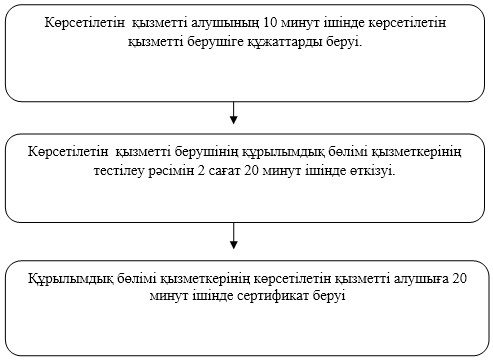 Көрсетілетін қызметті алушының 10 минут ішінде көрсетілетін
қызметті берушіге құжаттарды беруі.
Көрсетілетін қызметті берушінің құрылымдық бөлімі қызметкерінің
тестілеу рәсімін 2 сағат 20 минут ішінде өткізуі.
Құрылымдық бөлімі қызметкерінің көрсетілетін қызметті алушыға 20
минут ішінде сертификат беруі